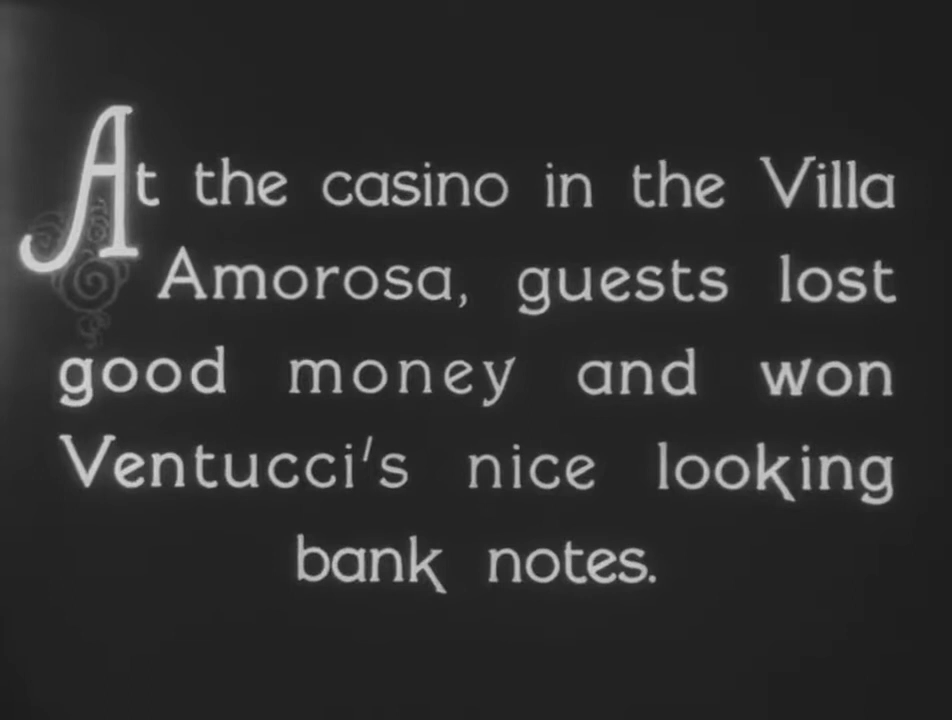 At the casino in the Villa
Amorosa, guests lost
good money and won
Ventucci's nice looking
bank notes.